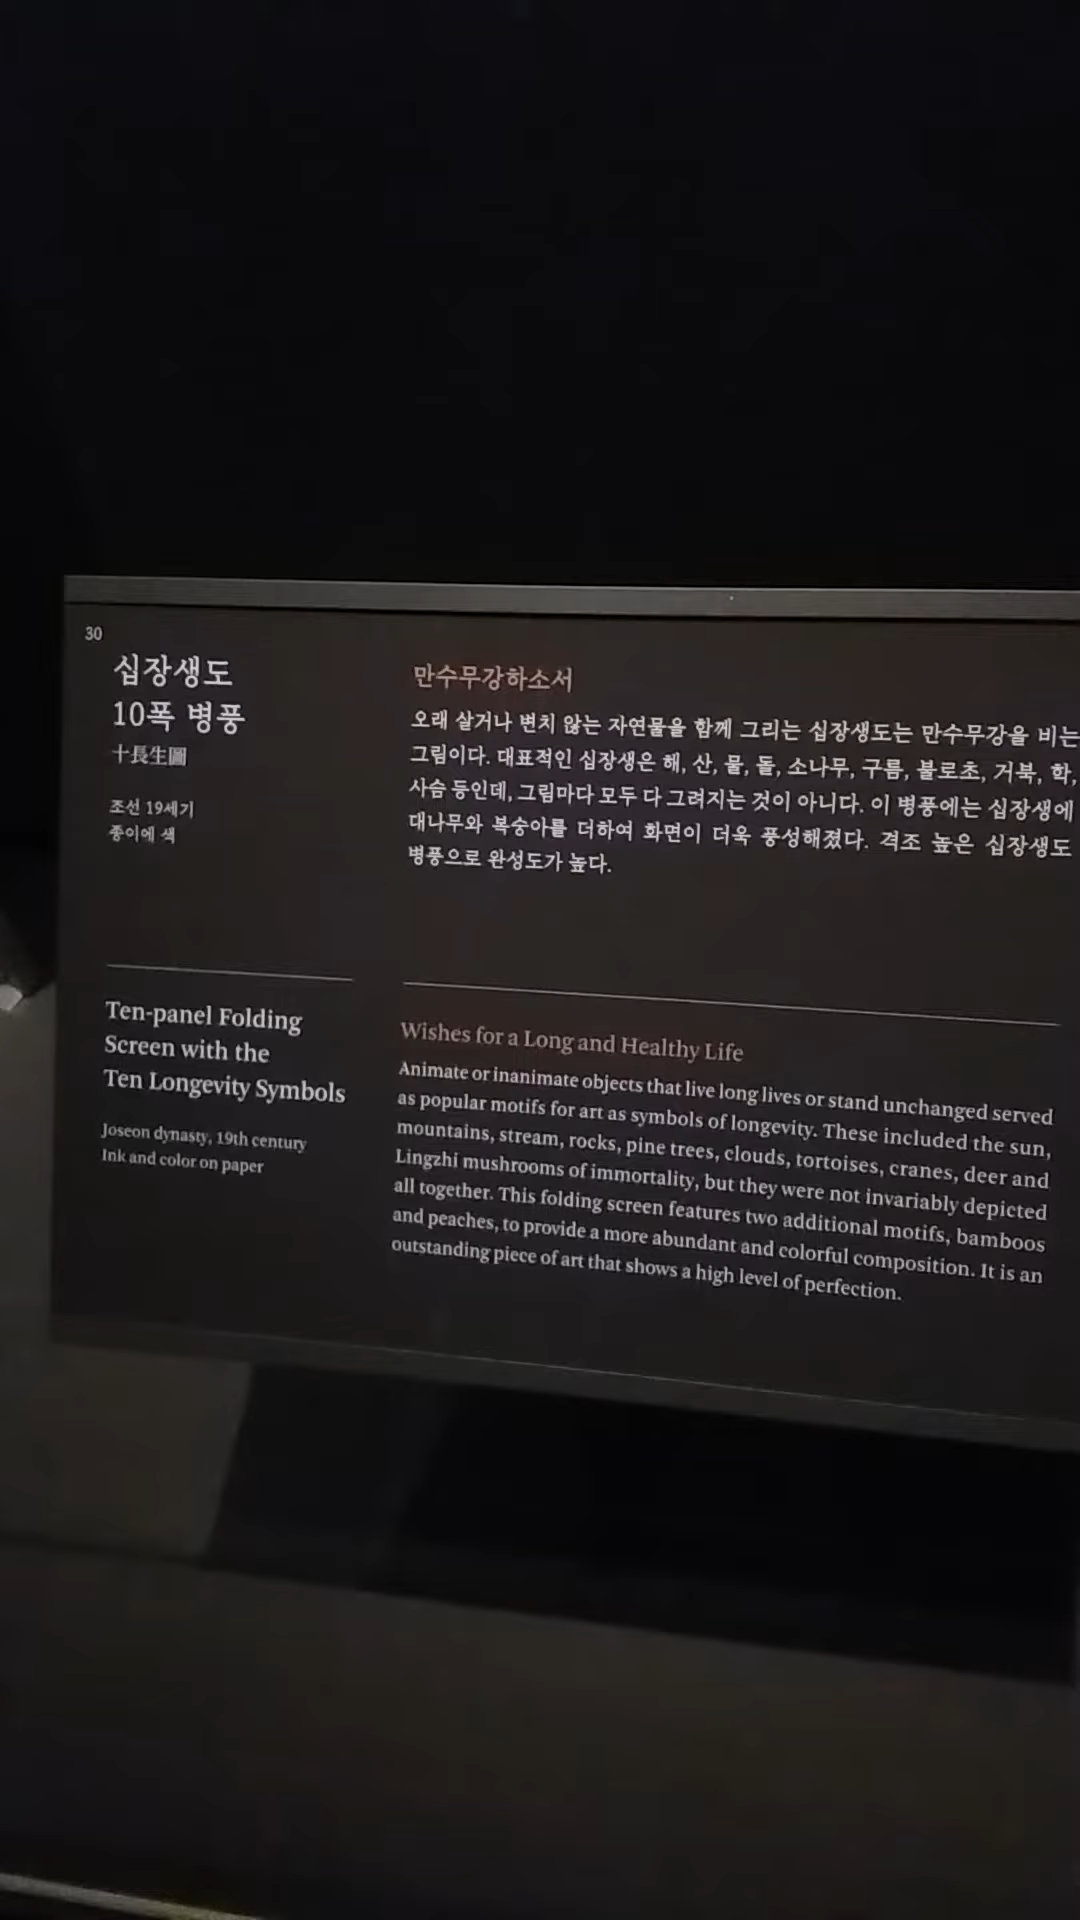 30
십장생도
10폭 병풍
十長生圖
조선 19세기
종이에 색
만수무강하소서
오래 살거나 변치 않는 자연물을 함께 그리는 십장생도는 만수무강을 비는
그림이다. 대표적인 십장생은 해, 산, 물, 돌, 소나무, 구름, 불로초, 거북, 학,
사슴 등인데, 그림마다 모두 다 그려지는 것이 아니다. 이 병풍에는 십장생에
대나무와 복숭아를 더하여 화면이 더욱 풍성해졌다. 격조 높은 십장생도
병풍으로 완성도가 높다.
Ten-panel Folding
Screen with the
Ten Longevity Symbols
Joseon dynasty, 19th century
Ink and color on paper
Wishes for a Long and Healthy Life
Animate or inanimate objects that live long lives or stand unchanged served
as popular motifs for art as symbols of longevity. These included the sun,
mountains, stream, rocks, pine trees, clouds, tortoises, cranes, deer and
Lingzhi mushrooms of immortality, but they were not invariably depicted
all together. This folding screen features two additional motifs, bamboos
and peaches, to provide a more abundant and colorful composition. It is an
outstanding piece of art that shows a high level of perfection.